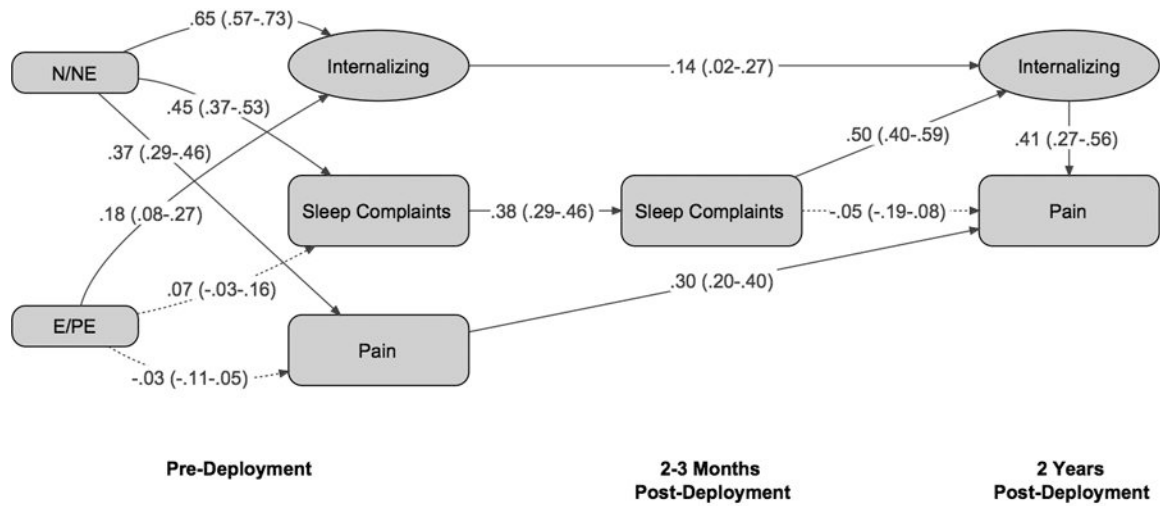 .65 (.57-.73)
N/NE
Internalizing
.14 (.02-.27)
Internalizing
.45 (.37-.53)
.50 (.40-.59)
.41 (.27-.56)
.37 (.29-.46)
.18 (.08-.27)
Sleep Complaints
.38 (.29-.46)
Sleep Complaints
-.05 (-.19-.08)
Pain
.07 (-.03-.16)
.30 (.20-.40)
E/PE
Pain
-.03 (-.11-.05)
Pre-Deployment
2-3 Months
Post-Deployment
2 Years
Post-Deployment